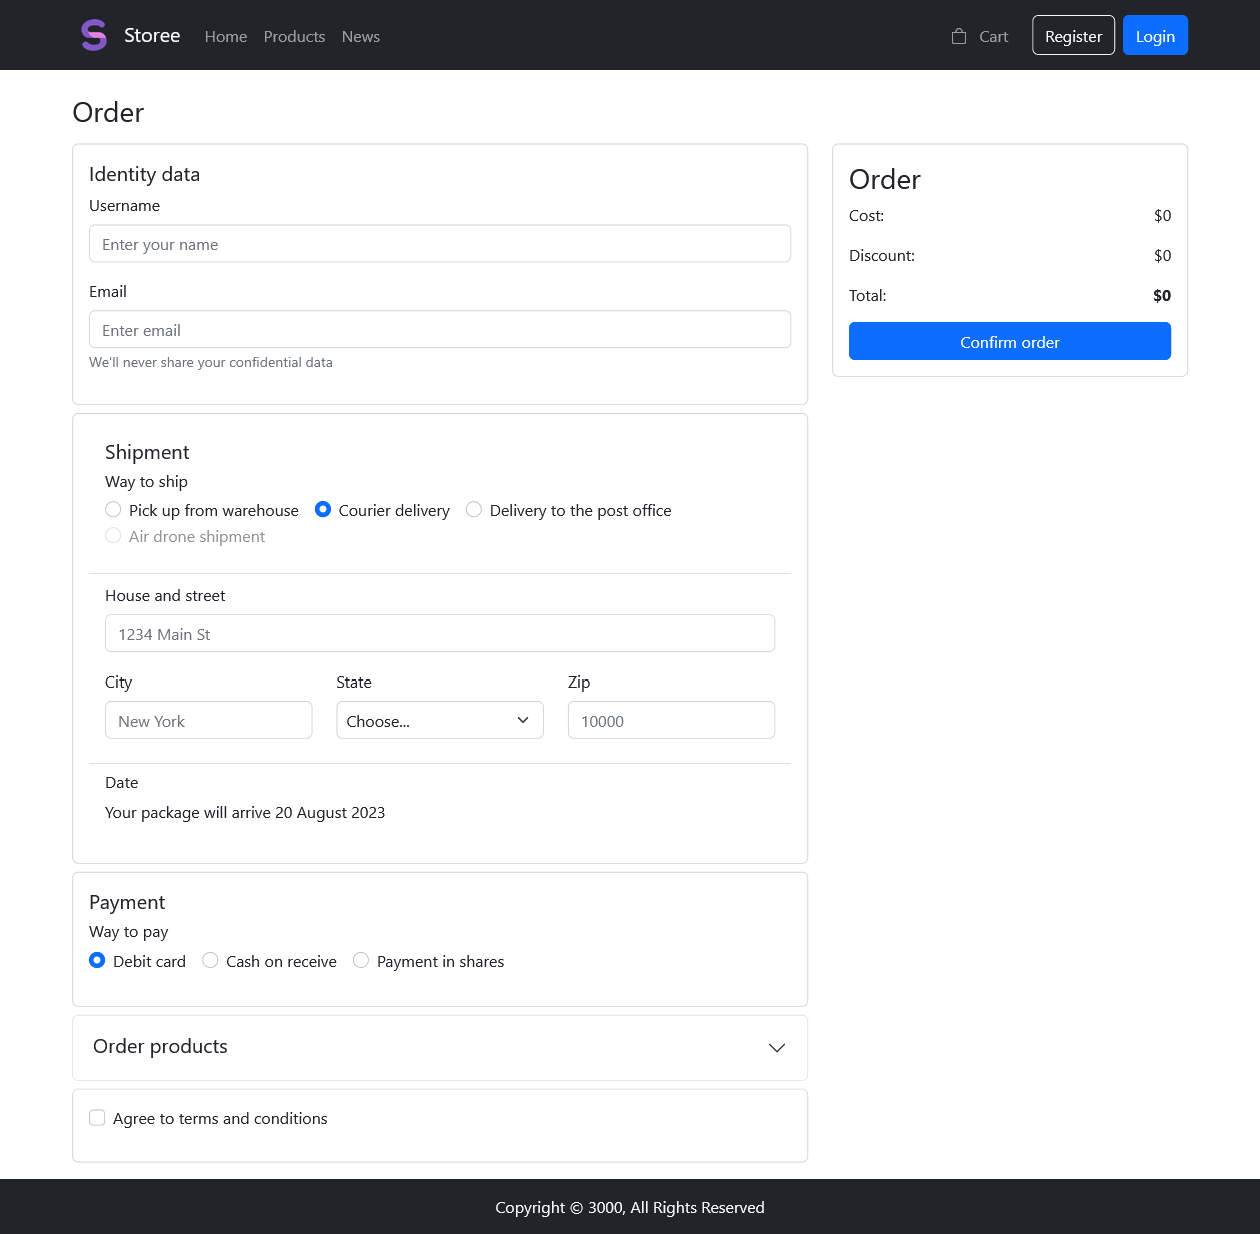 Storee Home Products News Cart Register Login
Order
Identity data
Username
Enter your name
Email
Enter email
We'll never share your confidential data
Shipment
Way to ship
Pick up from warehouse Courier delivery Delivery to the post office
Air drone shipment
House and street
1234 Main St
City State Zip
New York Choose... 10000
Date
Your package will arrive 20 August 2023
Payment
Way to pay
Debit card Cash on receive Payment in shares
Order products
Agree to terms and conditions
Order
Cost: $0
Discount: $0
Total: $0
Confirm order
Copyright © 3000, All Rights Reserved